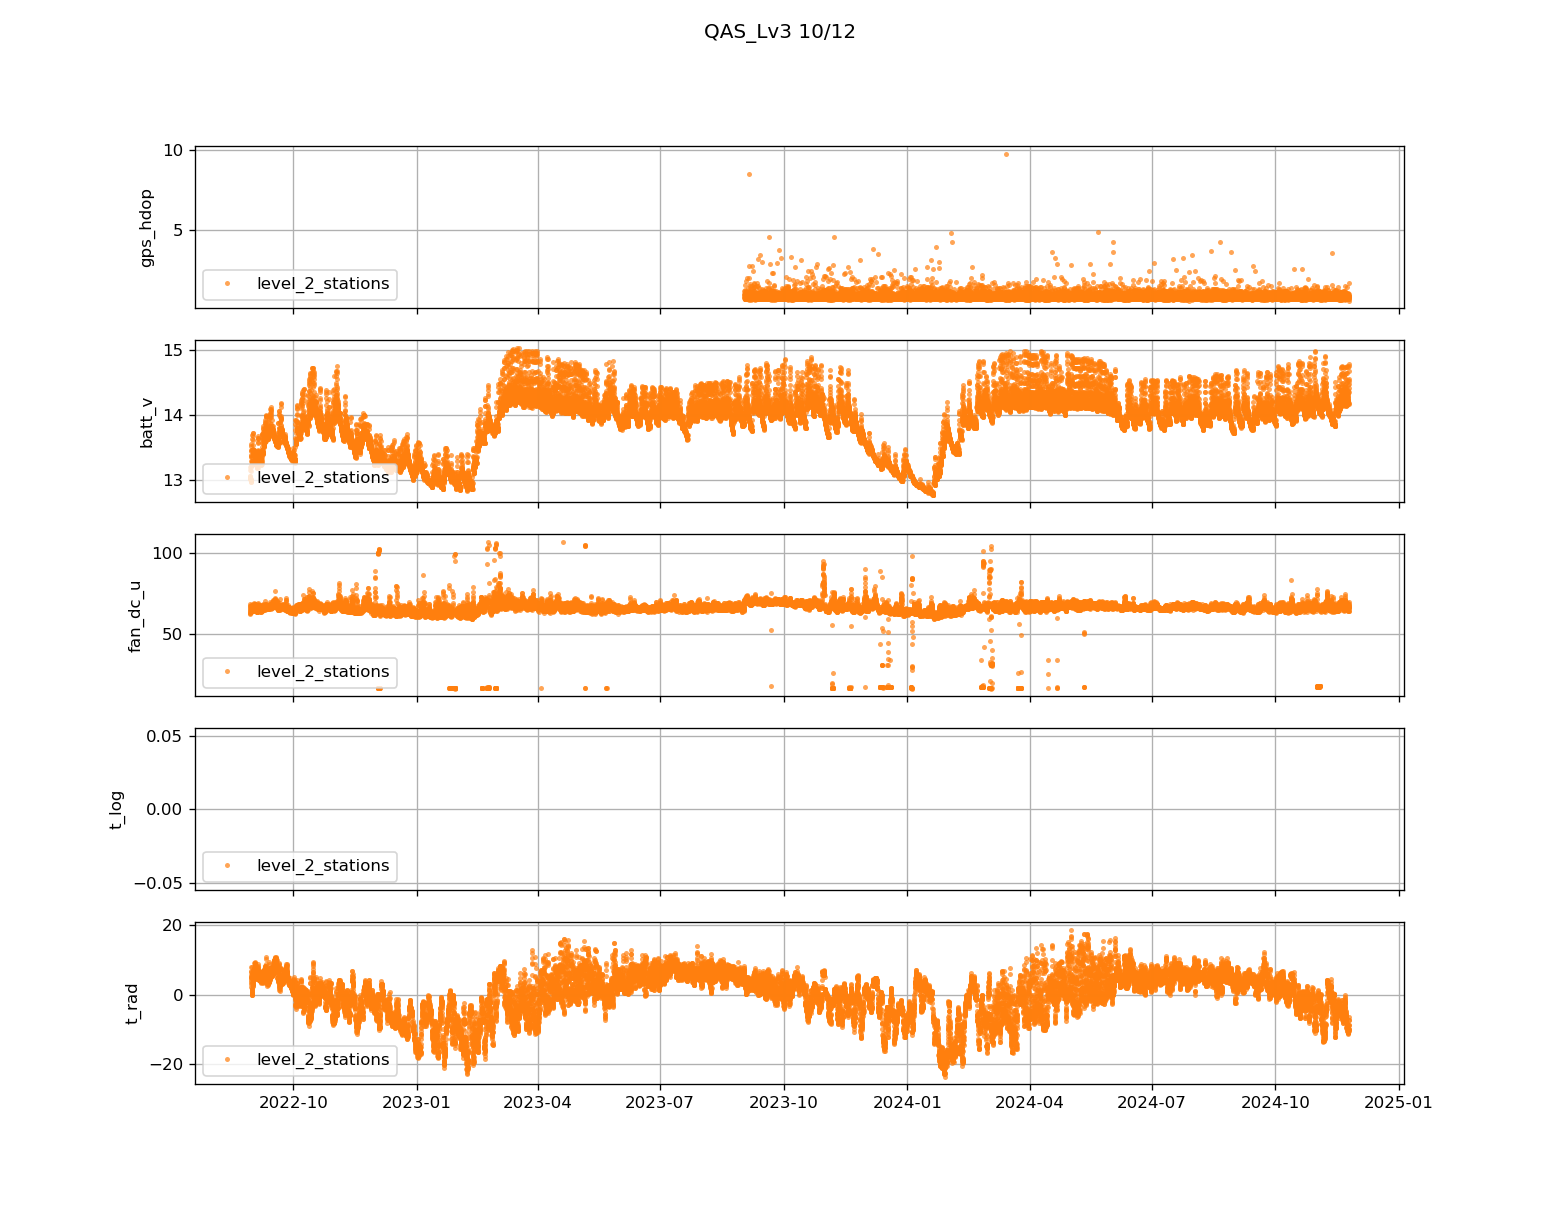 QAS_Lv3 10/12
10
5
gps_hdop
level_2_stations
15
14
13
batt_v
level_2_stations
100
50
fan_dc_u
level_2_stations
0.05
0.00
−0.05
t_log
level_2_stations
20
0
−20
t_rad
level_2_stations
2022-10 2023-01 2023-04 2023-07 2023-10 2024-01 2024-04 2024-07 2024-10 2025-01